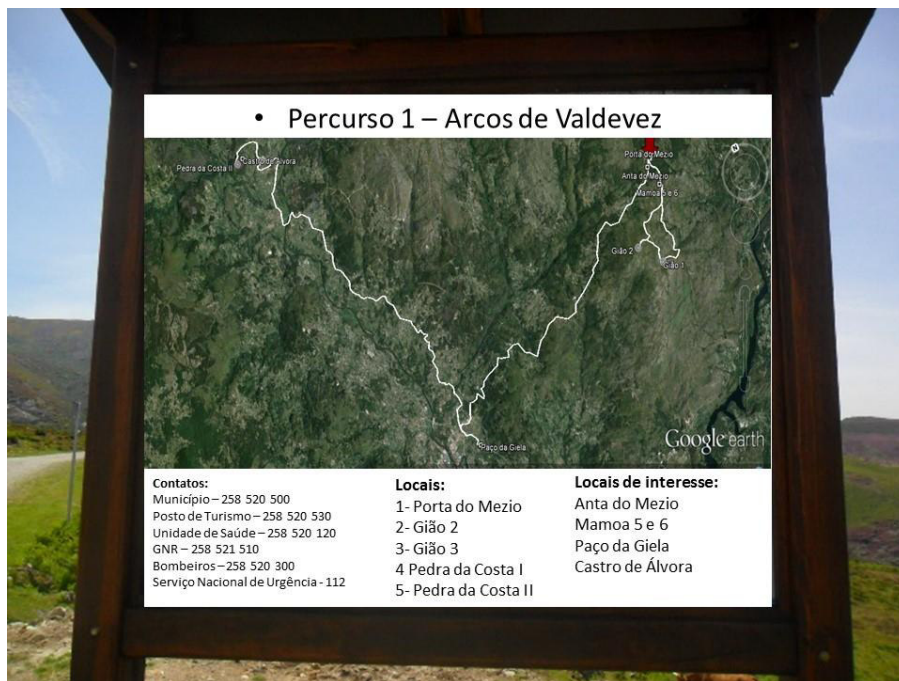 • Percurso 1 – Arcos de Valdevez
Pedra da Costa II
Castro de Álvora
Porta do Mezio
Anta do Mezio
Mamoa 5 e 6
Gião 2
Gião 1
Paço da Giela
Google earth
Contatos:
Município – 258 520 500
Posto de Turismo – 258 520 530
Unidade de Saúde – 258 520 120
GNR – 258 521 510
Bombeiros – 258 520 300
Serviço Nacional de Urgência - 112
Locais:
1- Porta do Mezio
2- Gião 2
3- Gião 3
4 Pedra da Costa I
5- Pedra da Costa II
Locais de interesse:
Anta do Mezio
Mamoa 5 e 6
Paço da Giela
Castro de Álvora